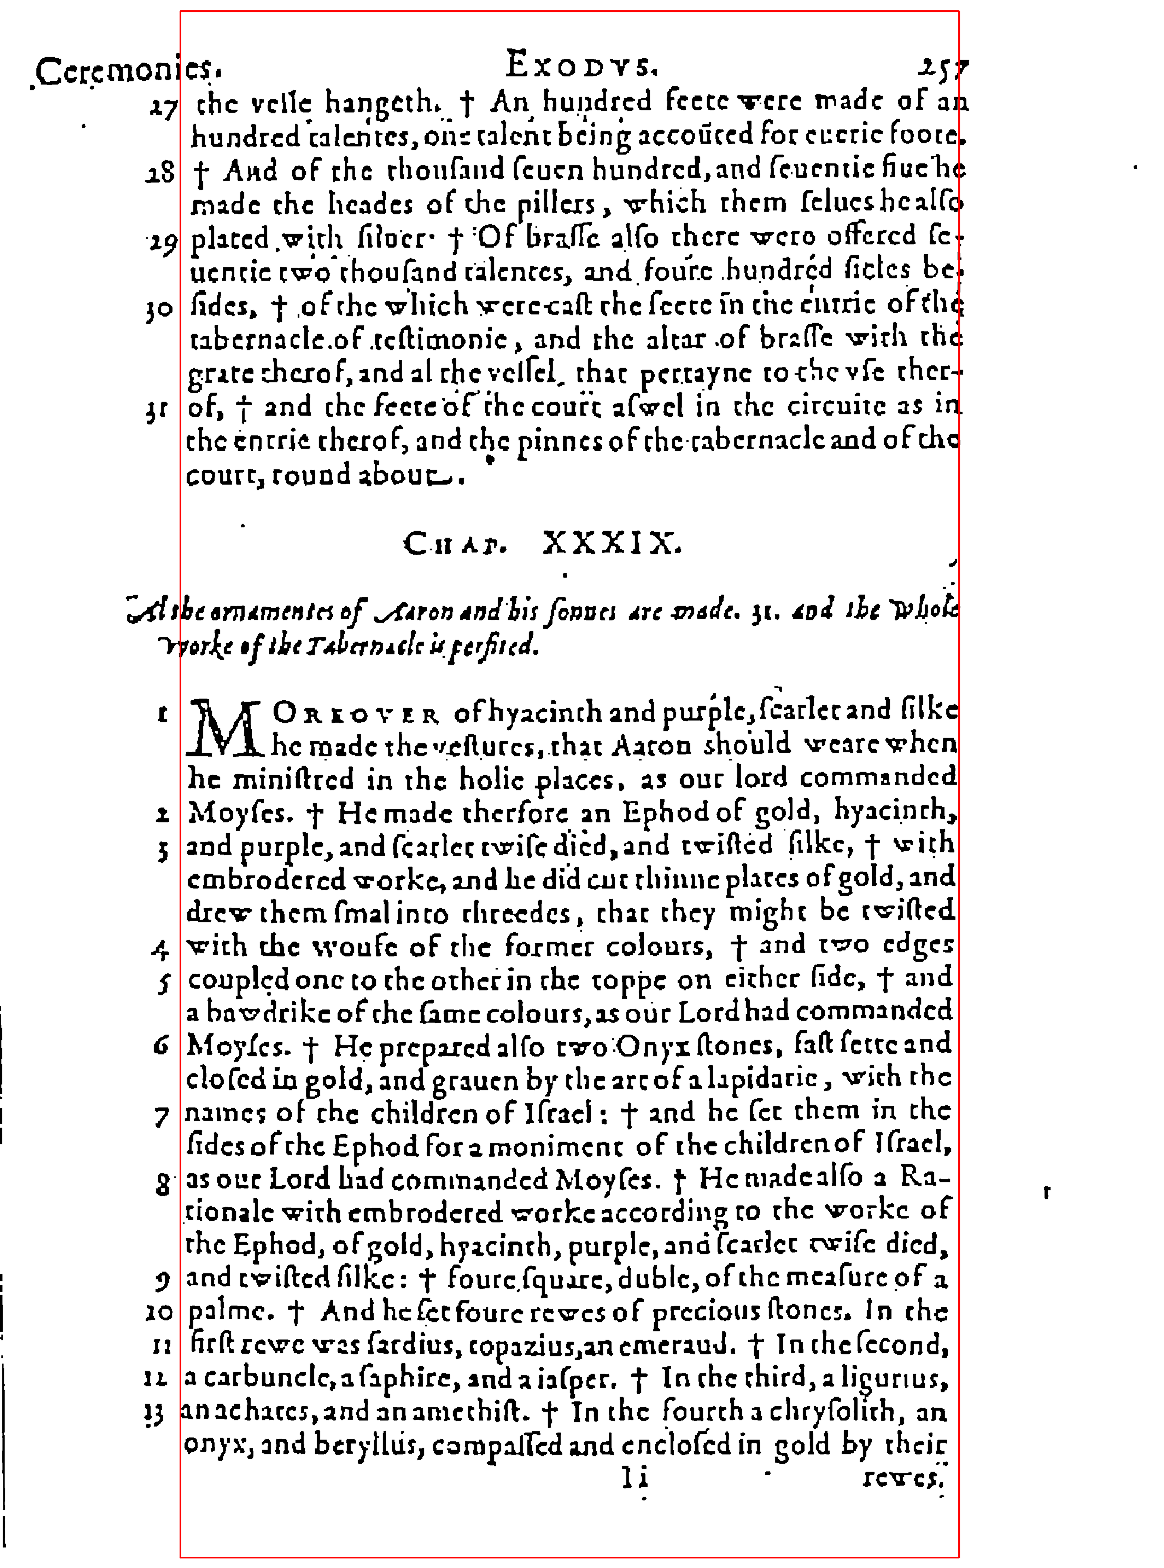 Ceremonies. EXODVS. 257
27 the veile hangeth. † An hundred feete were made of an
hundred talentes, one talent being accoũted for euerie foote.
28 † And of the thouſand ſeuen hundred, and ſeuentie fiue he
made the heades of the pillers, which them ſelues he alſo
29 plated with ſiluer. † Of braſſe alſo there were offered ſe-
uentie two thouſand talentes, and foure hundred ſicles be-
30 ſides, † of the which were caſt the feete in the entrie of the
tabernacle of teſtimonie, and the altar of braſſe with the
grate therof, and al the veſſel, that pertayne to the vſe ther-
31 of, † and the feete of the court aſwel in the circuite as in
the entrie therof, and the pinnes of the tabernacle and of the
court, round about.
CHAP. XXXIX.
Al the ornamentes of Aaron and his ſonnes are made. 31. and the whole
worke of the Tabernacle is perfited.
1 MOREOVER of hyacinth and purple, ſcarlet and ſilke
he made the veſtures, that Aaron should weare when
he miniſtred in the holie places, as our lord commanded
2 Moyſes. † He made therfore an Ephod of gold, hyacinth,
3 and purple, and ſcarlet twiſe died, and twiſted ſilke, † with
embrodered worke, and he did cut thinne plates of gold, and
drew them ſmal into threedes, that they might be twiſted
4 with the woufe of the former colours, † and two edges
5 coupled one to the other in the toppe on either ſide, † and
a bawdrike of the ſame colours, as our Lord had commanded
6 Moyſes. † He prepared alſo two Onyx ſtones, faſt ſette and
cloſed in gold, and grauen by the art of a lapidarie, with the
7 names of the children of Iſrael: † and he ſet them in the
ſides of the Ephod for a moniment of the children of Iſrael,
8 as our Lord had commanded Moyſes. † He made alſo a Ra-
tionale with embrodered worke according to the worke of
the Ephod, of gold, hyacinth, purple, and ſcarlet twiſe died,
9 and twiſted ſilke: † foure ſquare, duble, of the meaſure of a
10 palme. † And he ſet foure rewes of precious ſtones. In the
11 firſt rewe was ſardius, topazius, an emeraud. † In the ſecond,
12 a carbuncle, a ſaphire, and a iaſper. † In the third, a ligurius,
13 an achates, and an amethiſt. † In the fourth a chryſolith, an
onyx, and beryllus, compaſſed and encloſed in gold by their
Ii rewes.